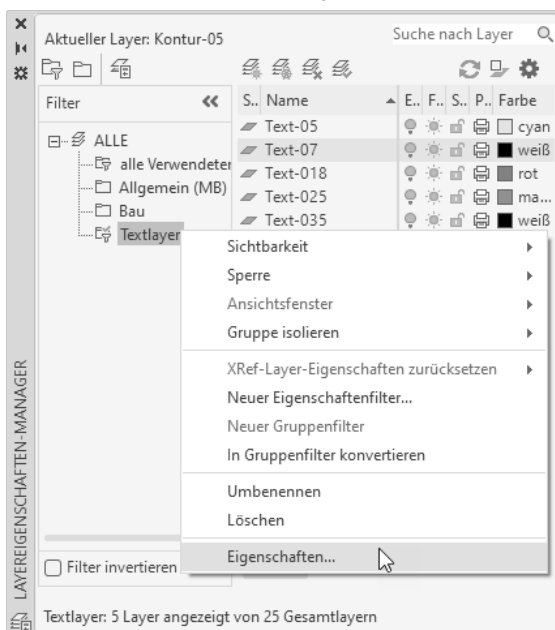 Aktueller Layer: Kontur-05
Suche nach Layer
Filter
S.. Name E.. F.. S.. P.. Farbe
ALLE
alle Verwendeter
Allgemein (MB)
Bau
Textlayer
Text-05 cyan
Text-07 weiß
Text-018 rot
Text-025 ma...
Text-035 weiß
Sichtbarkeit
Sperre
Ansichtsfenster
Gruppe isolieren
XRef-Layer-Eigenschaften zurücksetzen
Neuer Eigenschaftenfilter...
Neuer Gruppenfilter
In Gruppenfilter konvertieren
Umbenennen
Löschen
Eigenschaften...
Filter invertieren
Textlayer: 5 Layer angezeigt von 25 Gesamtlayern
LAYEREIGENSCHAFTEN-MANAGER